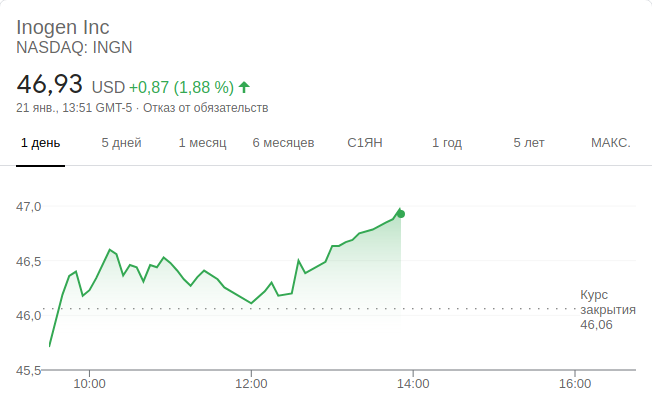 Inogen Inc
NASDAQ: INGN
46,93 USD +0,87 (1,88 %)
21 янв., 13:51 GMT-5 · Отказ от обязательств
1 день 5 дней 1 месяц 6 месяцев С1ЯН 1 год 5 лет МАКС.
47,0
46,5
46,0
45,5
Курс
закрытия
46,06
10:00 12:00 14:00 16:00